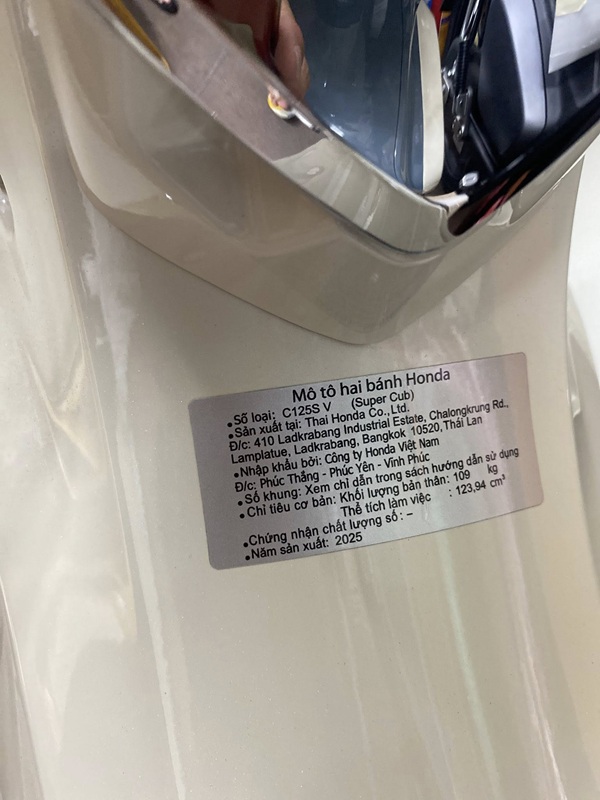 Mô tô hai bánh Honda
•Số loại: C125S V (Super Cub)
•Sản xuất tại: Thai Honda Co., Ltd.
Đ/c: 410 Ladkrabang Industrial Estate, Chalongkrung Rd.,
Lamplatue, Ladkrabang, Bangkok 10520, Thái Lan
•Nhập khẩu bởi: Công ty Honda Việt Nam
Đ/c: Phúc Thắng - Phúc Yên - Vĩnh Phúc
•Số khung: Xem chỉ dẫn trong sách hướng dẫn sử dụng
•Chỉ tiêu cơ bản: Khối lượng bản thân: 109 kg
Thể tích làm việc : 123,94 cm³
•Chứng nhận chất lượng số: –
•Năm sản xuất: 2025